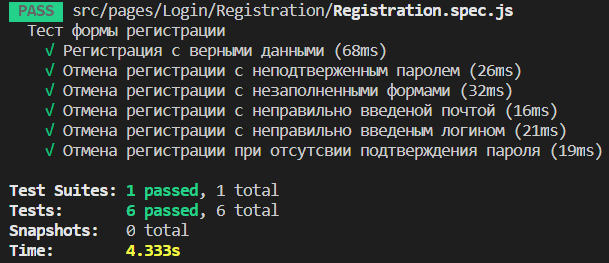 PASS src/pages/Login/Registration/Registration.spec.js
Тест формы регистрации
√ Регистрация с верными данными (68ms)
√ Отмена регистрации с неподтверженным паролем (26ms)
√ Отмена регистрации с незаполненными формами (32ms)
√ Отмена регистрации с неправильно введеной почтой (16ms)
√ Отмена регистрации с неправильно введеным логином (21ms)
√ Отмена регистрации при отсутсвии подтверждения пароля (19ms)
Test Suites: 1 passed, 1 total
Tests: 6 passed, 6 total
Snapshots: 0 total
Time: 4.333s